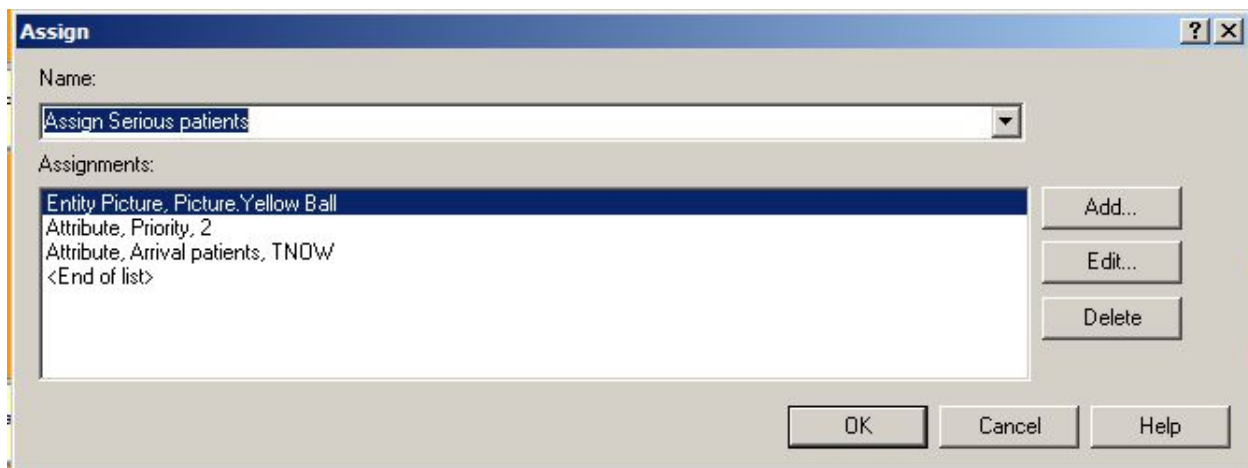 Assign
Name:
Assign Serious patients
Assignments:
Entity Picture, Picture.Yellow Ball
Attribute, Priority, 2
Attribute, Arrival patients, TNOW
<End of list>
Add...
Edit...
Delete
OK Cancel Help